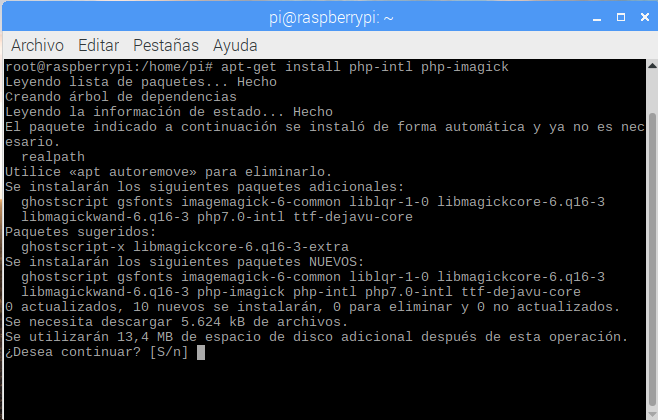 pi@raspberrypi: ~
Archivo Editar Pestañas Ayuda
root@raspberrypi:/home/pi# apt-get install php-intl php-imagick
Leyendo lista de paquetes... Hecho
Creando árbol de dependencias
Leyendo la información de estado... Hecho
El paquete indicado a continuación se instaló de forma automática y ya no es nec
esario.
  realpath
Utilice «apt autoremove» para eliminarlo.
Se instalarán los siguientes paquetes adicionales:
  ghostscript gsfonts imagemagick-6-common liblqr-1-0 libmagickcore-6.q16-3
  libmagickwand-6.q16-3 php7.0-intl ttf-dejavu-core
Paquetes sugeridos:
  ghostscript-x libmagickcore-6.q16-3-extra
Se instalarán los siguientes paquetes NUEVOS:
  ghostscript gsfonts imagemagick-6-common liblqr-1-0 libmagickcore-6.q16-3
  libmagickwand-6.q16-3 php-imagick php-intl php7.0-intl ttf-dejavu-core
0 actualizados, 10 nuevos se instalarán, 0 para eliminar y 0 no actualizados.
Se necesita descargar 5.624 kB de archivos.
Se utilizarán 13,4 MB de espacio de disco adicional después de esta operación.
¿Desea continuar? [S/n]